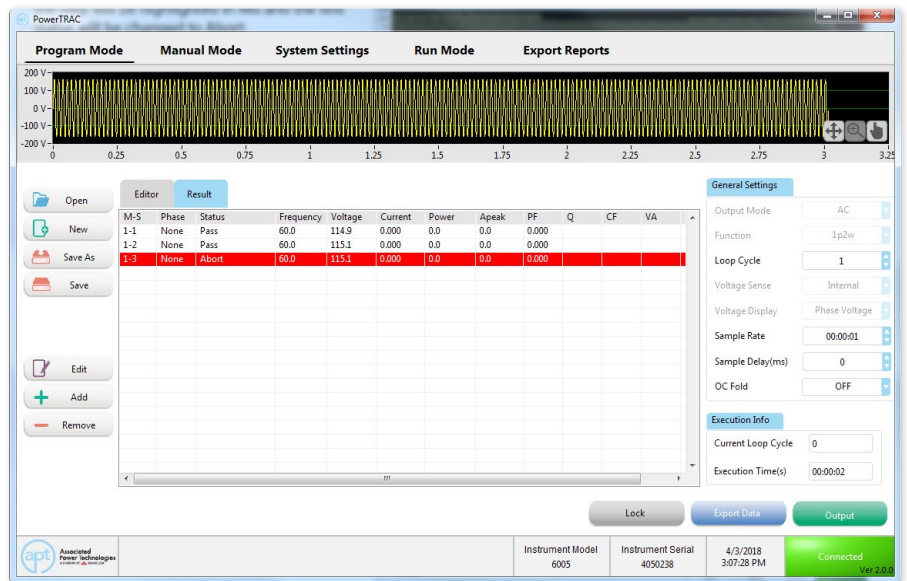 PowerTRAC
Program Mode Manual Mode System Settings Run Mode Export Reports
200 V
100 V
0 V
-100 V
-200 V
0 0.25 0.5 0.75 1 1.25 1.5 1.75 2 2.25 2.5 2.75 3 3.25
Open
New
Save As
Save
Edit
Add
Remove
Editor Result
M-S Phase Status Frequency Voltage Current Power Apeak PF Q CF VA
1-1 None Pass 60.0 114.9 0.000 0.0 0.0 0.000
1-2 None Pass 60.0 115.1 0.000 0.0 0.0 0.000
1-3 None Abort 60.0 115.1 0.000 0.0 0.0 0.000
General Settings
Output Mode AC
Function 1p2w
Loop Cycle 1
Voltage Sense Internal
Voltage Display Phase Voltage
Sample Rate 00:00:01
Sample Delay(ms) 0
OC Fold OFF
Execution Info
Current Loop Cycle 0
Execution Time(s) 00:00:02
Lock Export Data Output
apt Associated
Power Technologies
Instrument Model
6005
Instrument Serial
4050238
4/3/2018
3:07:28 PM
Connected
Ver 2.0.0